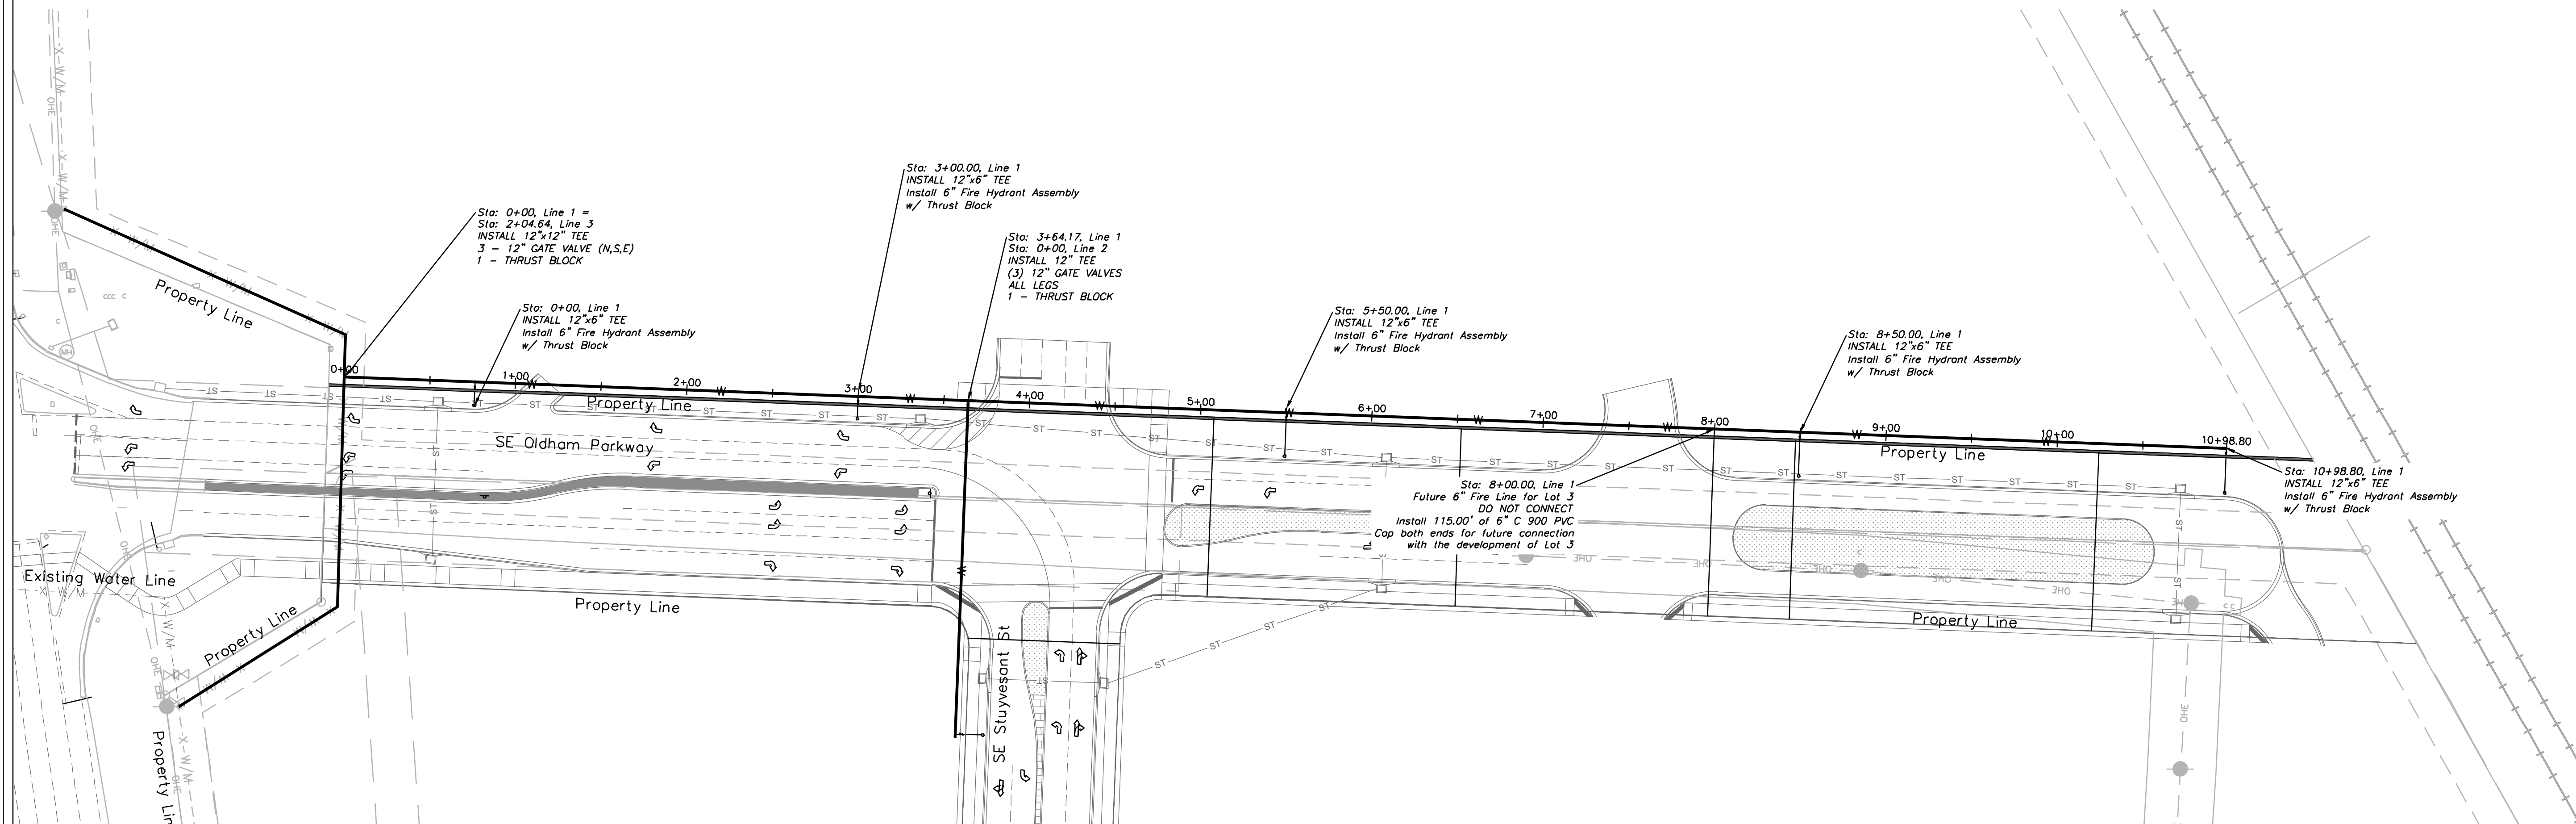 Sta: 3+00.00, Line 1
INSTALL 12"x6" TEE
Install 6" Fire Hydrant Assembly
w/ Thrust Block
Sta: 0+00, Line 1 =
Sta: 2+04.64, Line 3
INSTALL 12"x12" TEE
3 - 12" GATE VALVE (N,S,E)
1 - THRUST BLOCK
Sta: 3+64.17, Line 1
Sta: 0+00, Line 2
INSTALL 12" TEE
(3) 12" GATE VALVES
ALL LEGS
1 - THRUST BLOCK
Sta: 0+00, Line 1
INSTALL 12"x6" TEE
Install 6" Fire Hydrant Assembly
w/ Thrust Block
Sta: 5+50.00, Line 1
INSTALL 12"x6" TEE
Install 6" Fire Hydrant Assembly
w/ Thrust Block
Sta: 8+50.00, Line 1
INSTALL 12"x6" TEE
Install 6" Fire Hydrant Assembly
w/ Thrust Block
Property Line
0+00
1+00
2+00
3+00
4+00
5+00
6+00
7+00
8+00
9+00
10+00
10+98.80
Property Line
SE Oldham Parkway
Property Line
Sta: 8+00.00, Line 1
Future 6" Fire Line for Lot 3
DO NOT CONNECT
Install 115.00' of 6" C 900 PVC
Cap both ends for future connection
with the development of Lot 3
Sta: 10+98.80, Line 1
INSTALL 12"x6" TEE
Install 6" Fire Hydrant Assembly
w/ Thrust Block
Existing Water Line
Property Line
Property Line
Property Line
SE Stuyvesant St
Property Lin